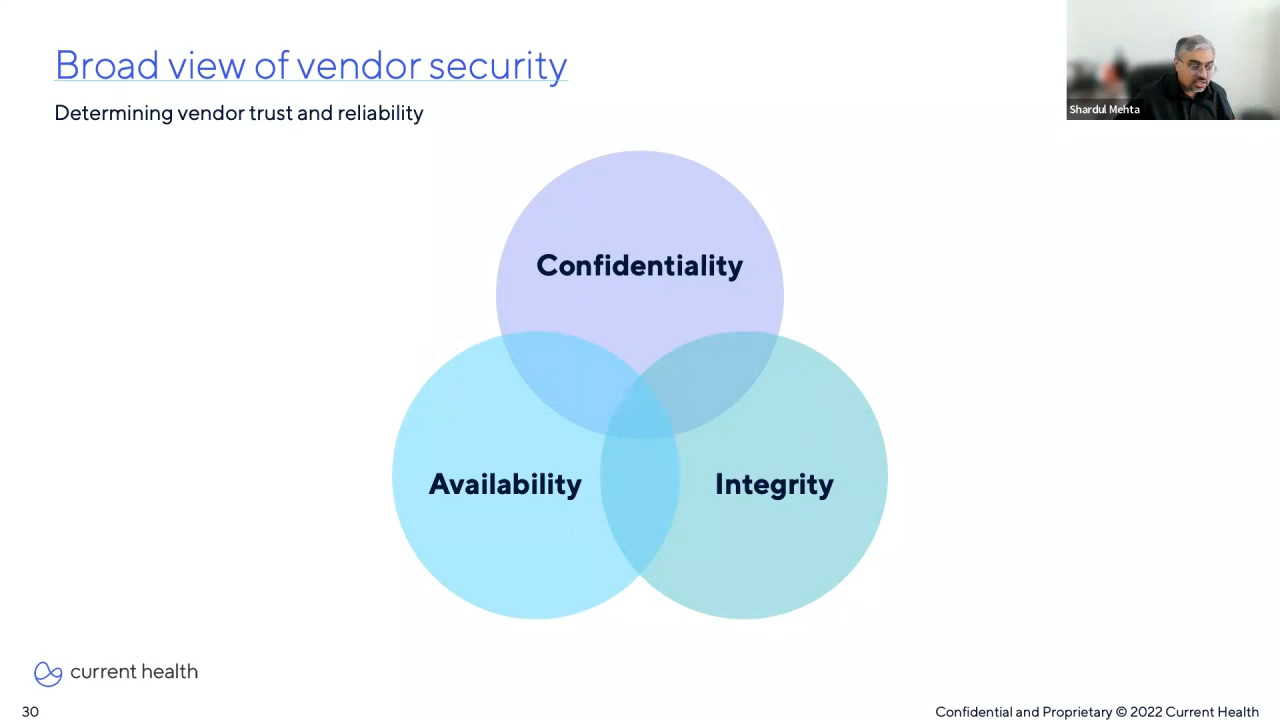 Broad view of vendor security
Determining vendor trust and reliability
Shardul Mehta
Confidentiality
Availability
Integrity
current health
30
Confidential and Proprietary © 2022 Current Health